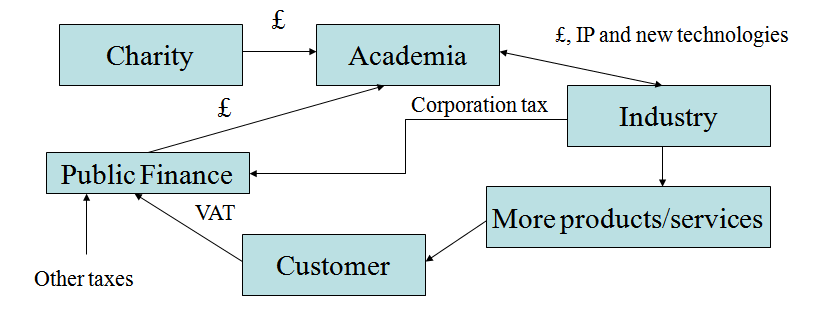 £
£, IP and new technologies
Charity
Academia
£
Corporation tax
Industry
Public Finance
VAT
More products/services
Customer
Other taxes